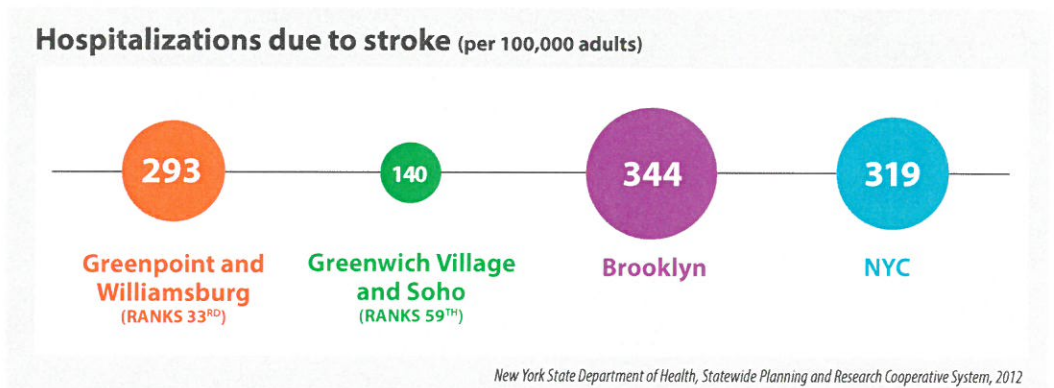 Hospitalizations due to stroke (per 100,000 adults)
293
140
344
319
Greenpoint and
Williamsburg
(RANKS 33RD)
Greenwich Village
and Soho
(RANKS 59TH)
Brooklyn
NYC
New York State Department of Health, Statewide Planning and Research Cooperative System, 2012